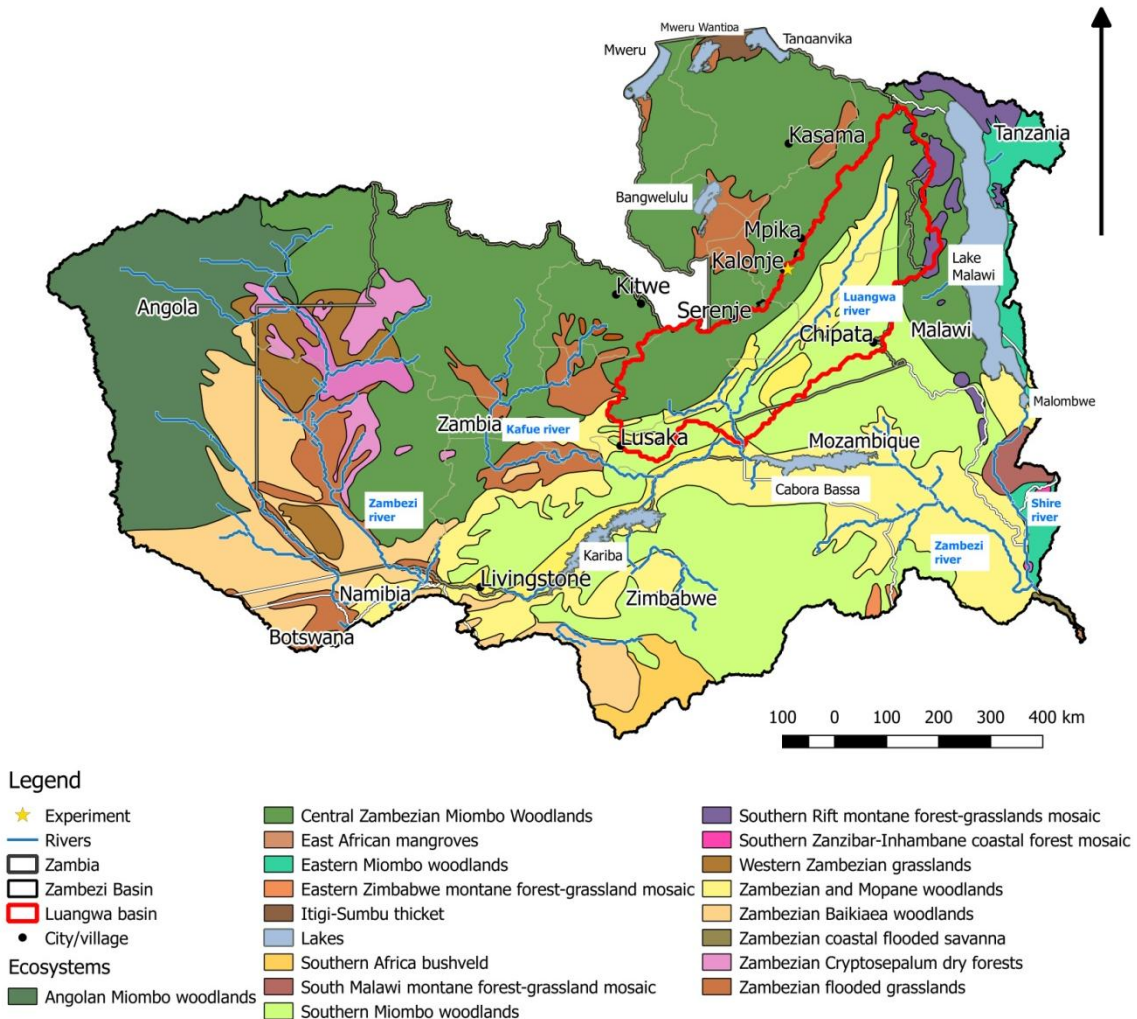 Mweru Wantipa
Tanganyika
Mweru
Kasama
Tanzania
Bangwelulu
Mpika
Kalonje
Lake
Malawi
Kitwe
Serenje
Luangwa
river
Angola
Chipata
Malawi
Malombwe
Zambia
Kafue river
Lusaka
Mozambique
Cabora Bassa
Zambezi
river
Shire
river
Kariba
Zambezi
river
Livingstone
Namibia
Zimbabwe
Botswana
100 0 100 200 300 400 km
Legend
Experiment
Rivers
Zambia
Zambezi Basin
Luangwa basin
City/village
Ecosystems
Angolan Miombo woodlands
Central Zambezian Miombo Woodlands
East African mangroves
Eastern Miombo woodlands
Eastern Zimbabwe montane forest-grassland mosaic
Itigi-Sumbu thicket
Lakes
Southern Africa bushveld
South Malawi montane forest-grassland mosaic
Southern Miombo woodlands
Southern Rift montane forest-grasslands mosaic
Southern Zanzibar-Inhambane coastal forest mosaic
Western Zambezian grasslands
Zambezian and Mopane woodlands
Zambezian Baikiaea woodlands
Zambezian coastal flooded savanna
Zambezian Cryptosepalum dry forests
Zambezian flooded grasslands